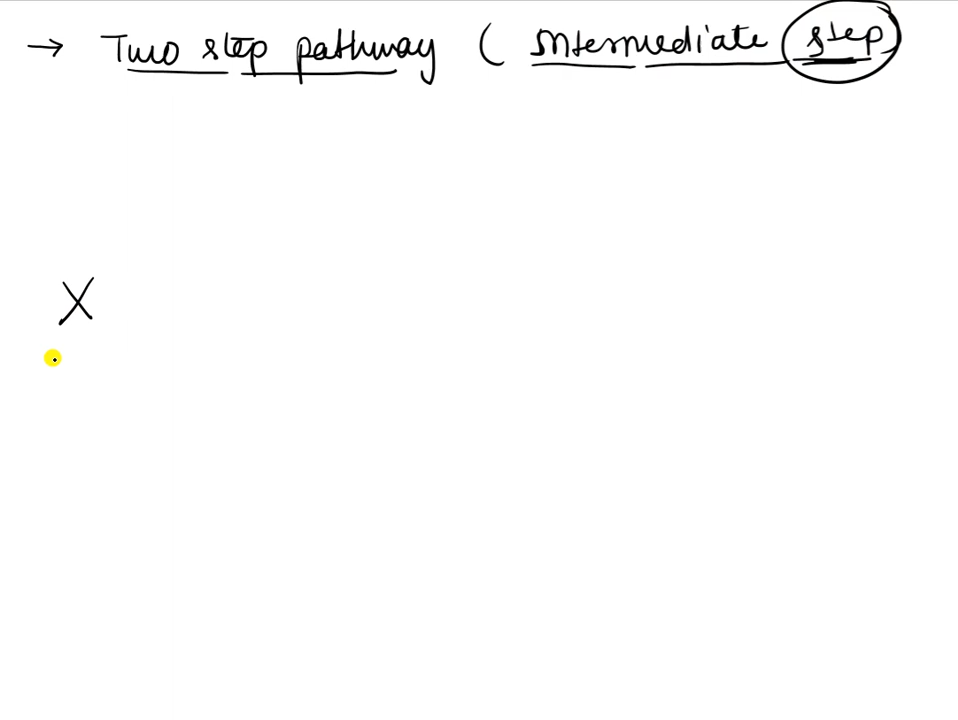 → Two step pathway ( Intermediate step)
X